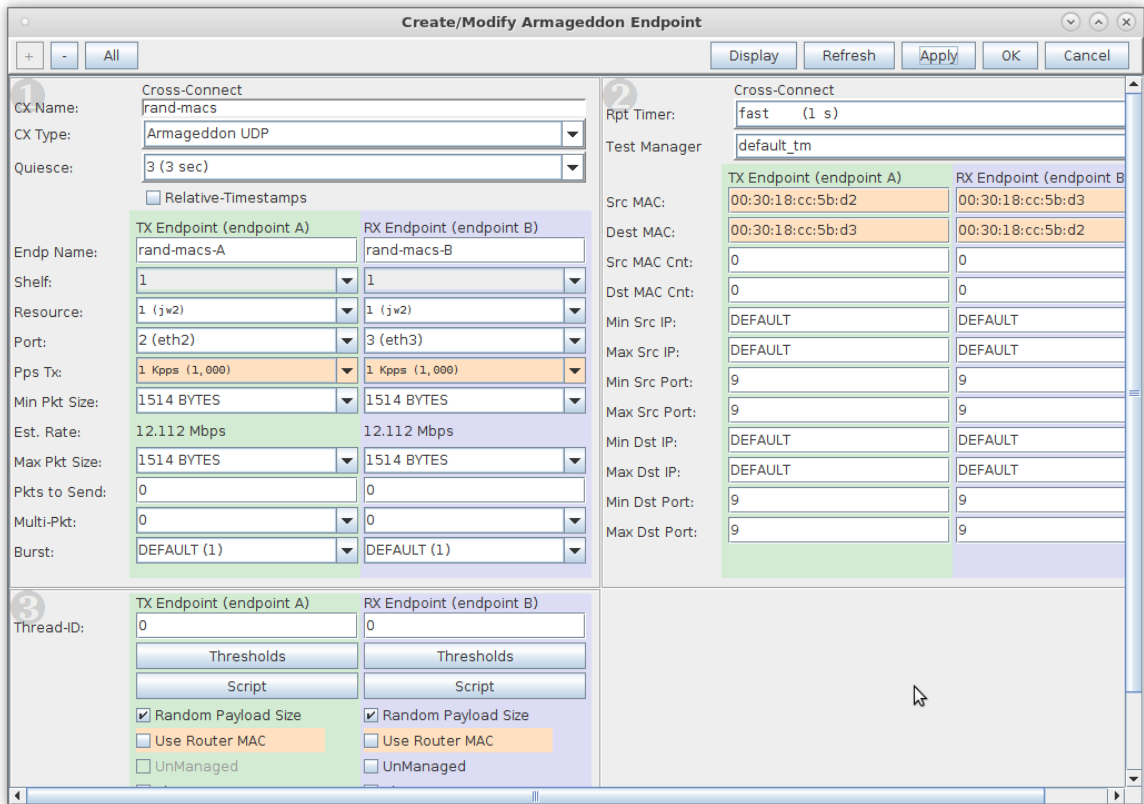 Create/Modify Armageddon Endpoint
+ - All Display Refresh Apply OK Cancel
1
Cross-Connect
CX Name: rand-macs
CX Type: Armageddon UDP
Quiesce: 3 (3 sec)
Relative-Timestamps
TX Endpoint (endpoint A) RX Endpoint (endpoint B)
Endp Name: rand-macs-A rand-macs-B
Shelf: 1 1
Resource: 1 (jw2) 1 (jw2)
Port: 2 (eth2) 3 (eth3)
Pps Tx: 1 Kpps (1,000) 1 Kpps (1,000)
Min Pkt Size: 1514 BYTES 1514 BYTES
Est. Rate: 12.112 Mbps 12.112 Mbps
Max Pkt Size: 1514 BYTES 1514 BYTES
Pkts to Send: 0 0
Multi-Pkt: 0 0
Burst: DEFAULT (1) DEFAULT (1)
2
Cross-Connect
Rpt Timer: fast (1 s)
Test Manager default_tm
TX Endpoint (endpoint A) RX Endpoint (endpoint B
Src MAC: 00:30:18:cc:5b:d2 00:30:18:cc:5b:d3
Dest MAC: 00:30:18:cc:5b:d3 00:30:18:cc:5b:d2
Src MAC Cnt: 0 0
Dst MAC Cnt: 0 0
Min Src IP: DEFAULT DEFAULT
Max Src IP: DEFAULT DEFAULT
Min Src Port: 9 9
Max Src Port: 9 9
Min Dst IP: DEFAULT DEFAULT
Max Dst IP: DEFAULT DEFAULT
Min Dst Port: 9 9
Max Dst Port: 9 9
3
TX Endpoint (endpoint A) RX Endpoint (endpoint B)
Thread-ID: 0 0
Thresholds Thresholds
Script Script
Random Payload Size Random Payload Size
Use Router MAC Use Router MAC
UnManaged UnManaged